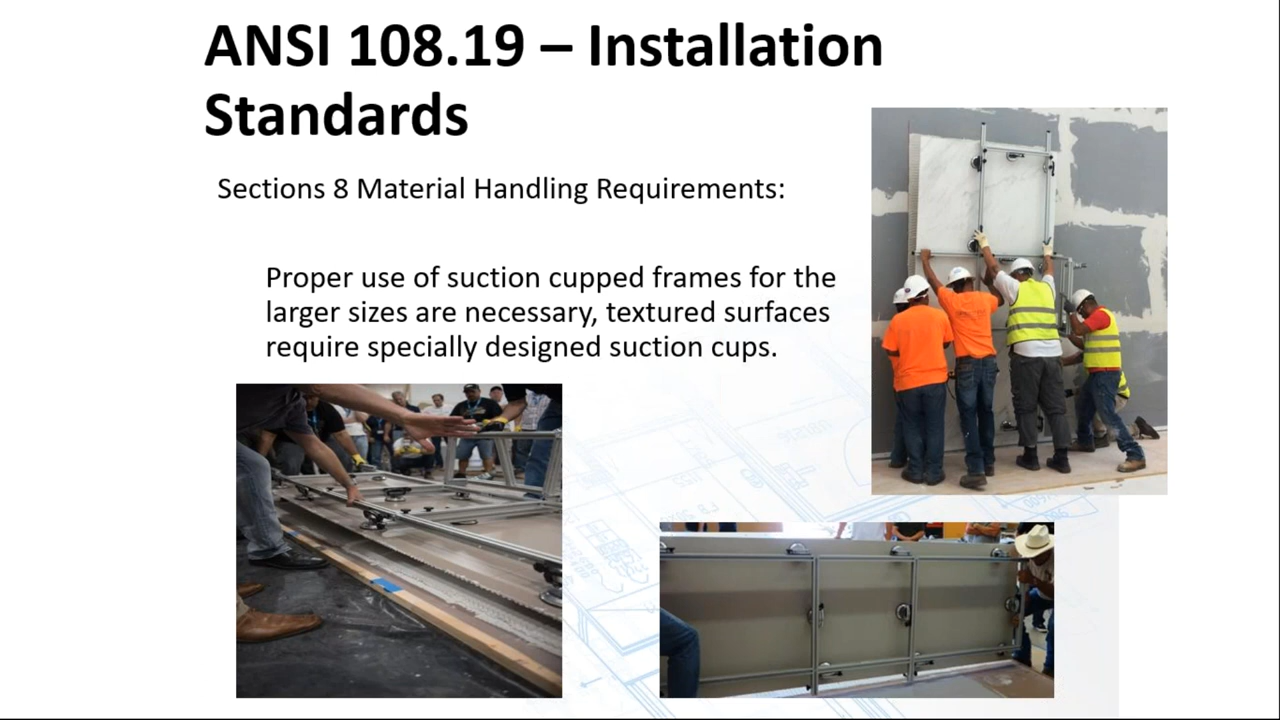 ANSI 108.19 – Installation
Standards
Sections 8 Material Handling Requirements:
Proper use of suction cupped frames for the
larger sizes are necessary, textured surfaces
require specially designed suction cups.